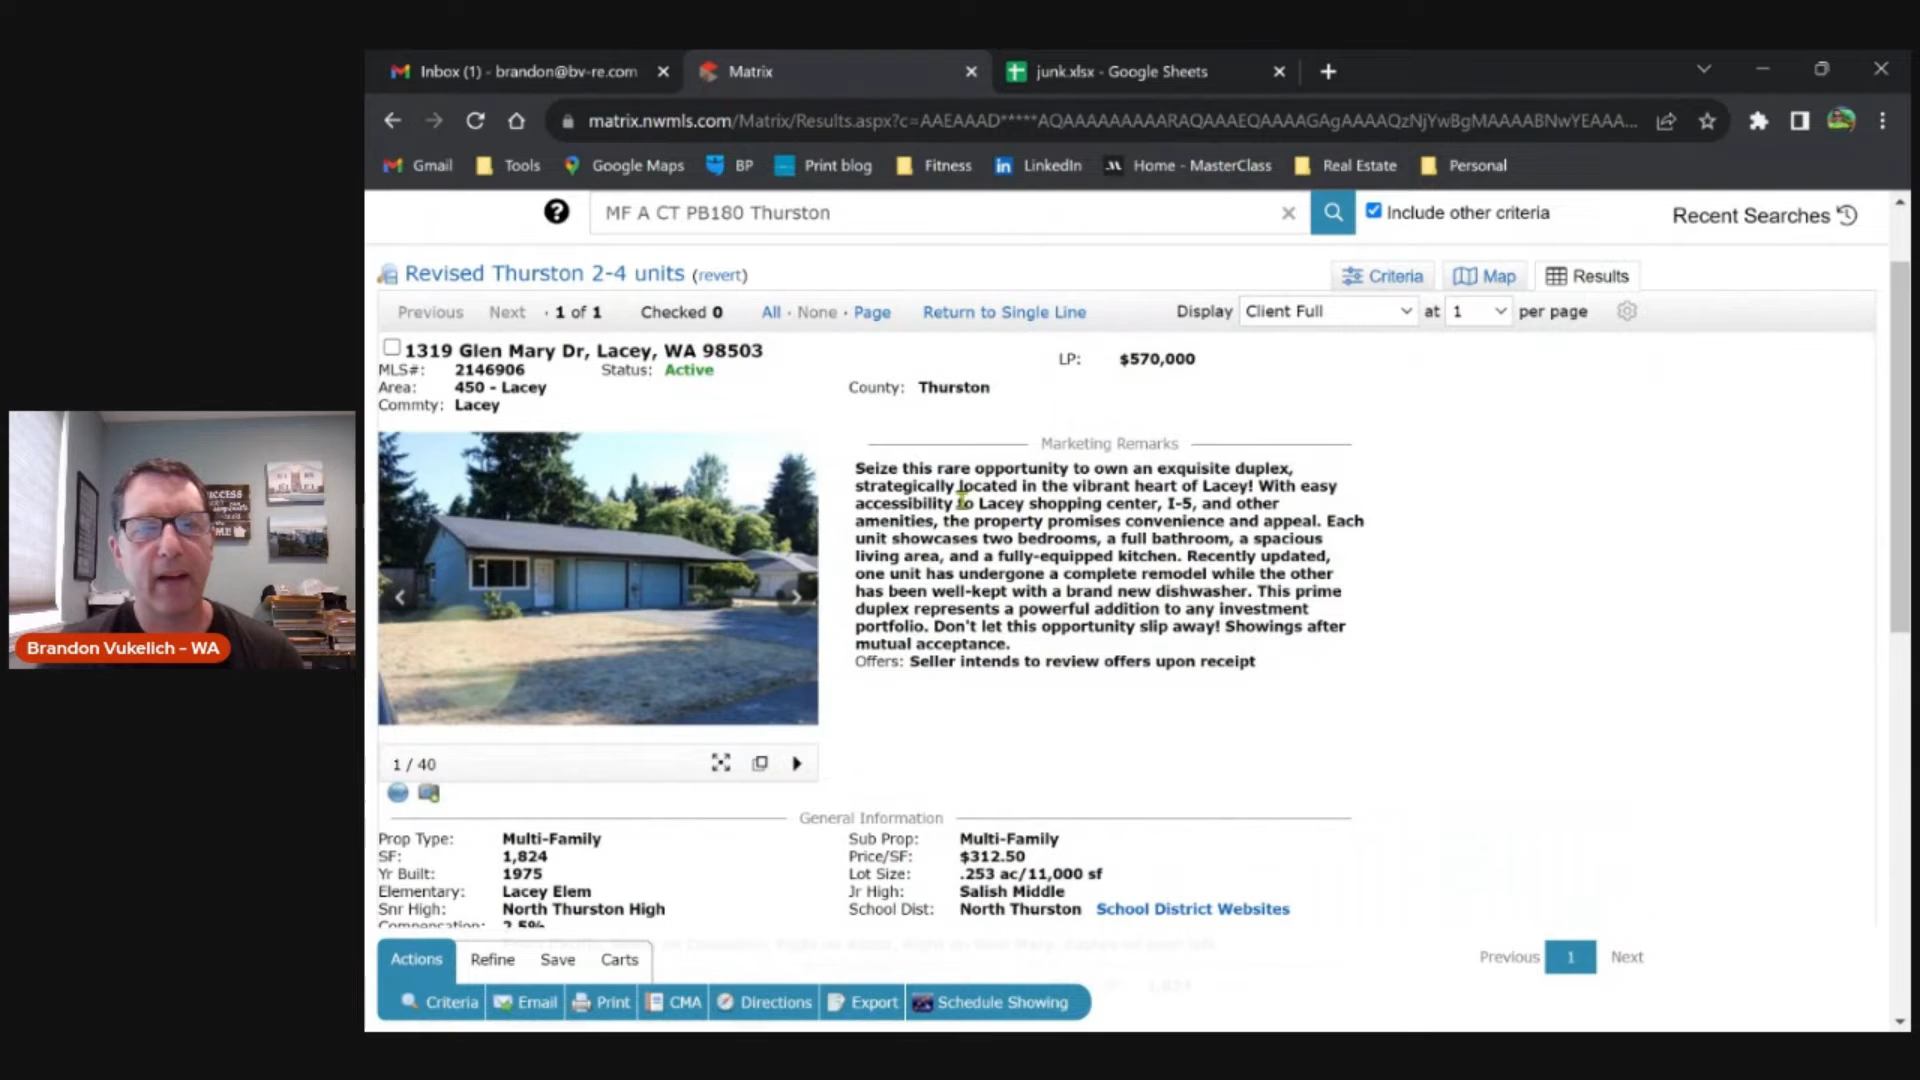 Inbox (1) - brandon@bv-re.com
Matrix
junk.xlsx - Google Sheets
matrix.nwmls.com/Matrix/Results.aspx?c=AAEAAAD*****AQAAAAAAAAARAQAAAEQAAAAGAgAAAAQzNjYwBgMAAAABNwYEAAA...
Gmail
Tools
Google Maps
BP
Print blog
Fitness
LinkedIn
Home - MasterClass
Real Estate
Personal
MF A CT PB180 Thurston
Include other criteria
Recent Searches
Revised Thurston 2-4 units (revert)
Criteria
Map
Results
Previous Next · 1 of 1 Checked 0 All · None · Page Return to Single Line
Display Client Full at 1 per page
1319 Glen Mary Dr, Lacey, WA 98503
LP: $570,000
MLS#: 2146906 Status: Active
Area: 450 - Lacey County: Thurston
Commty: Lacey
Marketing Remarks
Seize this rare opportunity to own an exquisite duplex,
strategically located in the vibrant heart of Lacey! With easy
accessibility to Lacey shopping center, I-5, and other
amenities, the property promises convenience and appeal. Each
unit showcases two bedrooms, a full bathroom, a spacious
living area, and a fully-equipped kitchen. Recently updated,
one unit has undergone a complete remodel while the other
has been well-kept with a brand new dishwasher. This prime
duplex represents a powerful addition to any investment
portfolio. Don't let this opportunity slip away! Showings after
mutual acceptance.
Offers: Seller intends to review offers upon receipt
SUCCESS
Brandon Vukelich - WA
1 / 40
General Information
Prop Type: Multi-Family Sub Prop: Multi-Family
SF: 1,824 Price/SF: $312.50
Yr Built: 1975 Lot Size: .253 ac/11,000 sf
Elementary: Lacey Elem Jr High: Salish Middle
Snr High: North Thurston High School Dist: North Thurston School District Websites
Compensation: 2.5%
Actions Refine Save Carts
Previous 1 Next
Criteria Email Print CMA Directions Export Schedule Showing